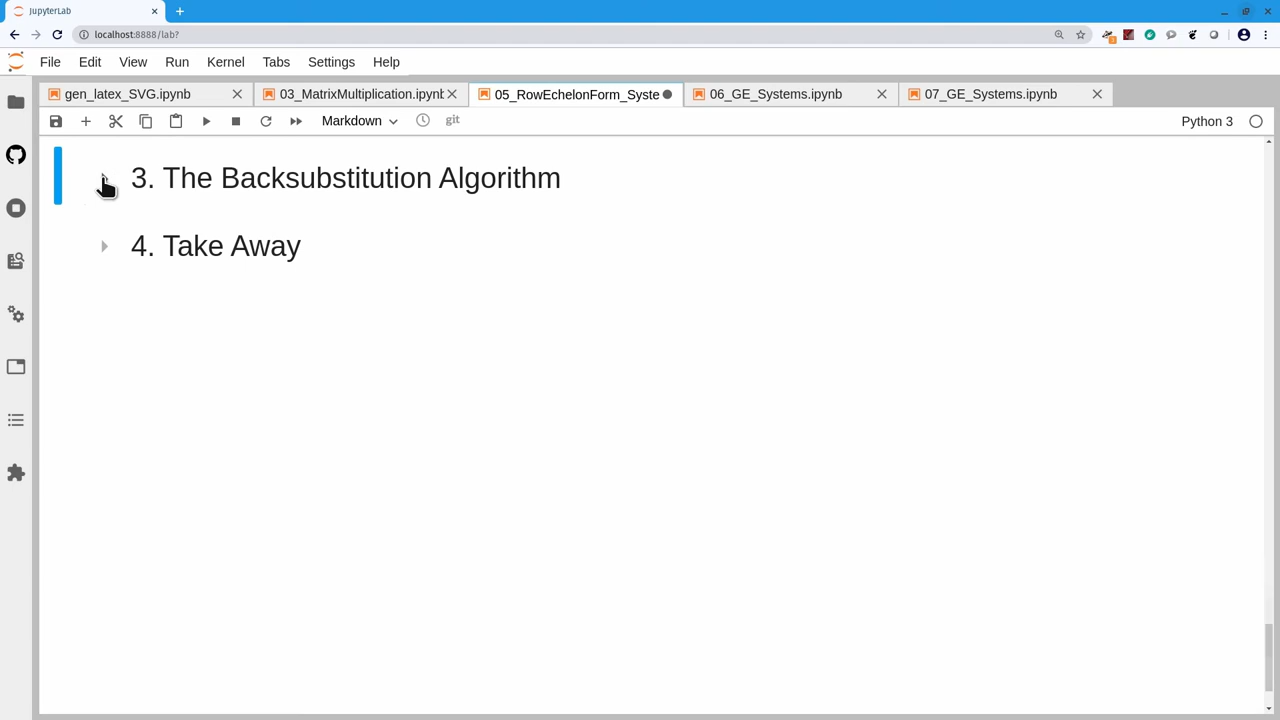 JupyterLab
localhost:8888/lab?
File Edit View Run Kernel Tabs Settings Help
gen_latex_SVG.ipynb 03_MatrixMultiplication.ipynb 05_RowEchelonForm_Syste 06_GE_Systems.ipynb 07_GE_Systems.ipynb
Markdown git Python 3
3. The Backsubstitution Algorithm
4. Take Away